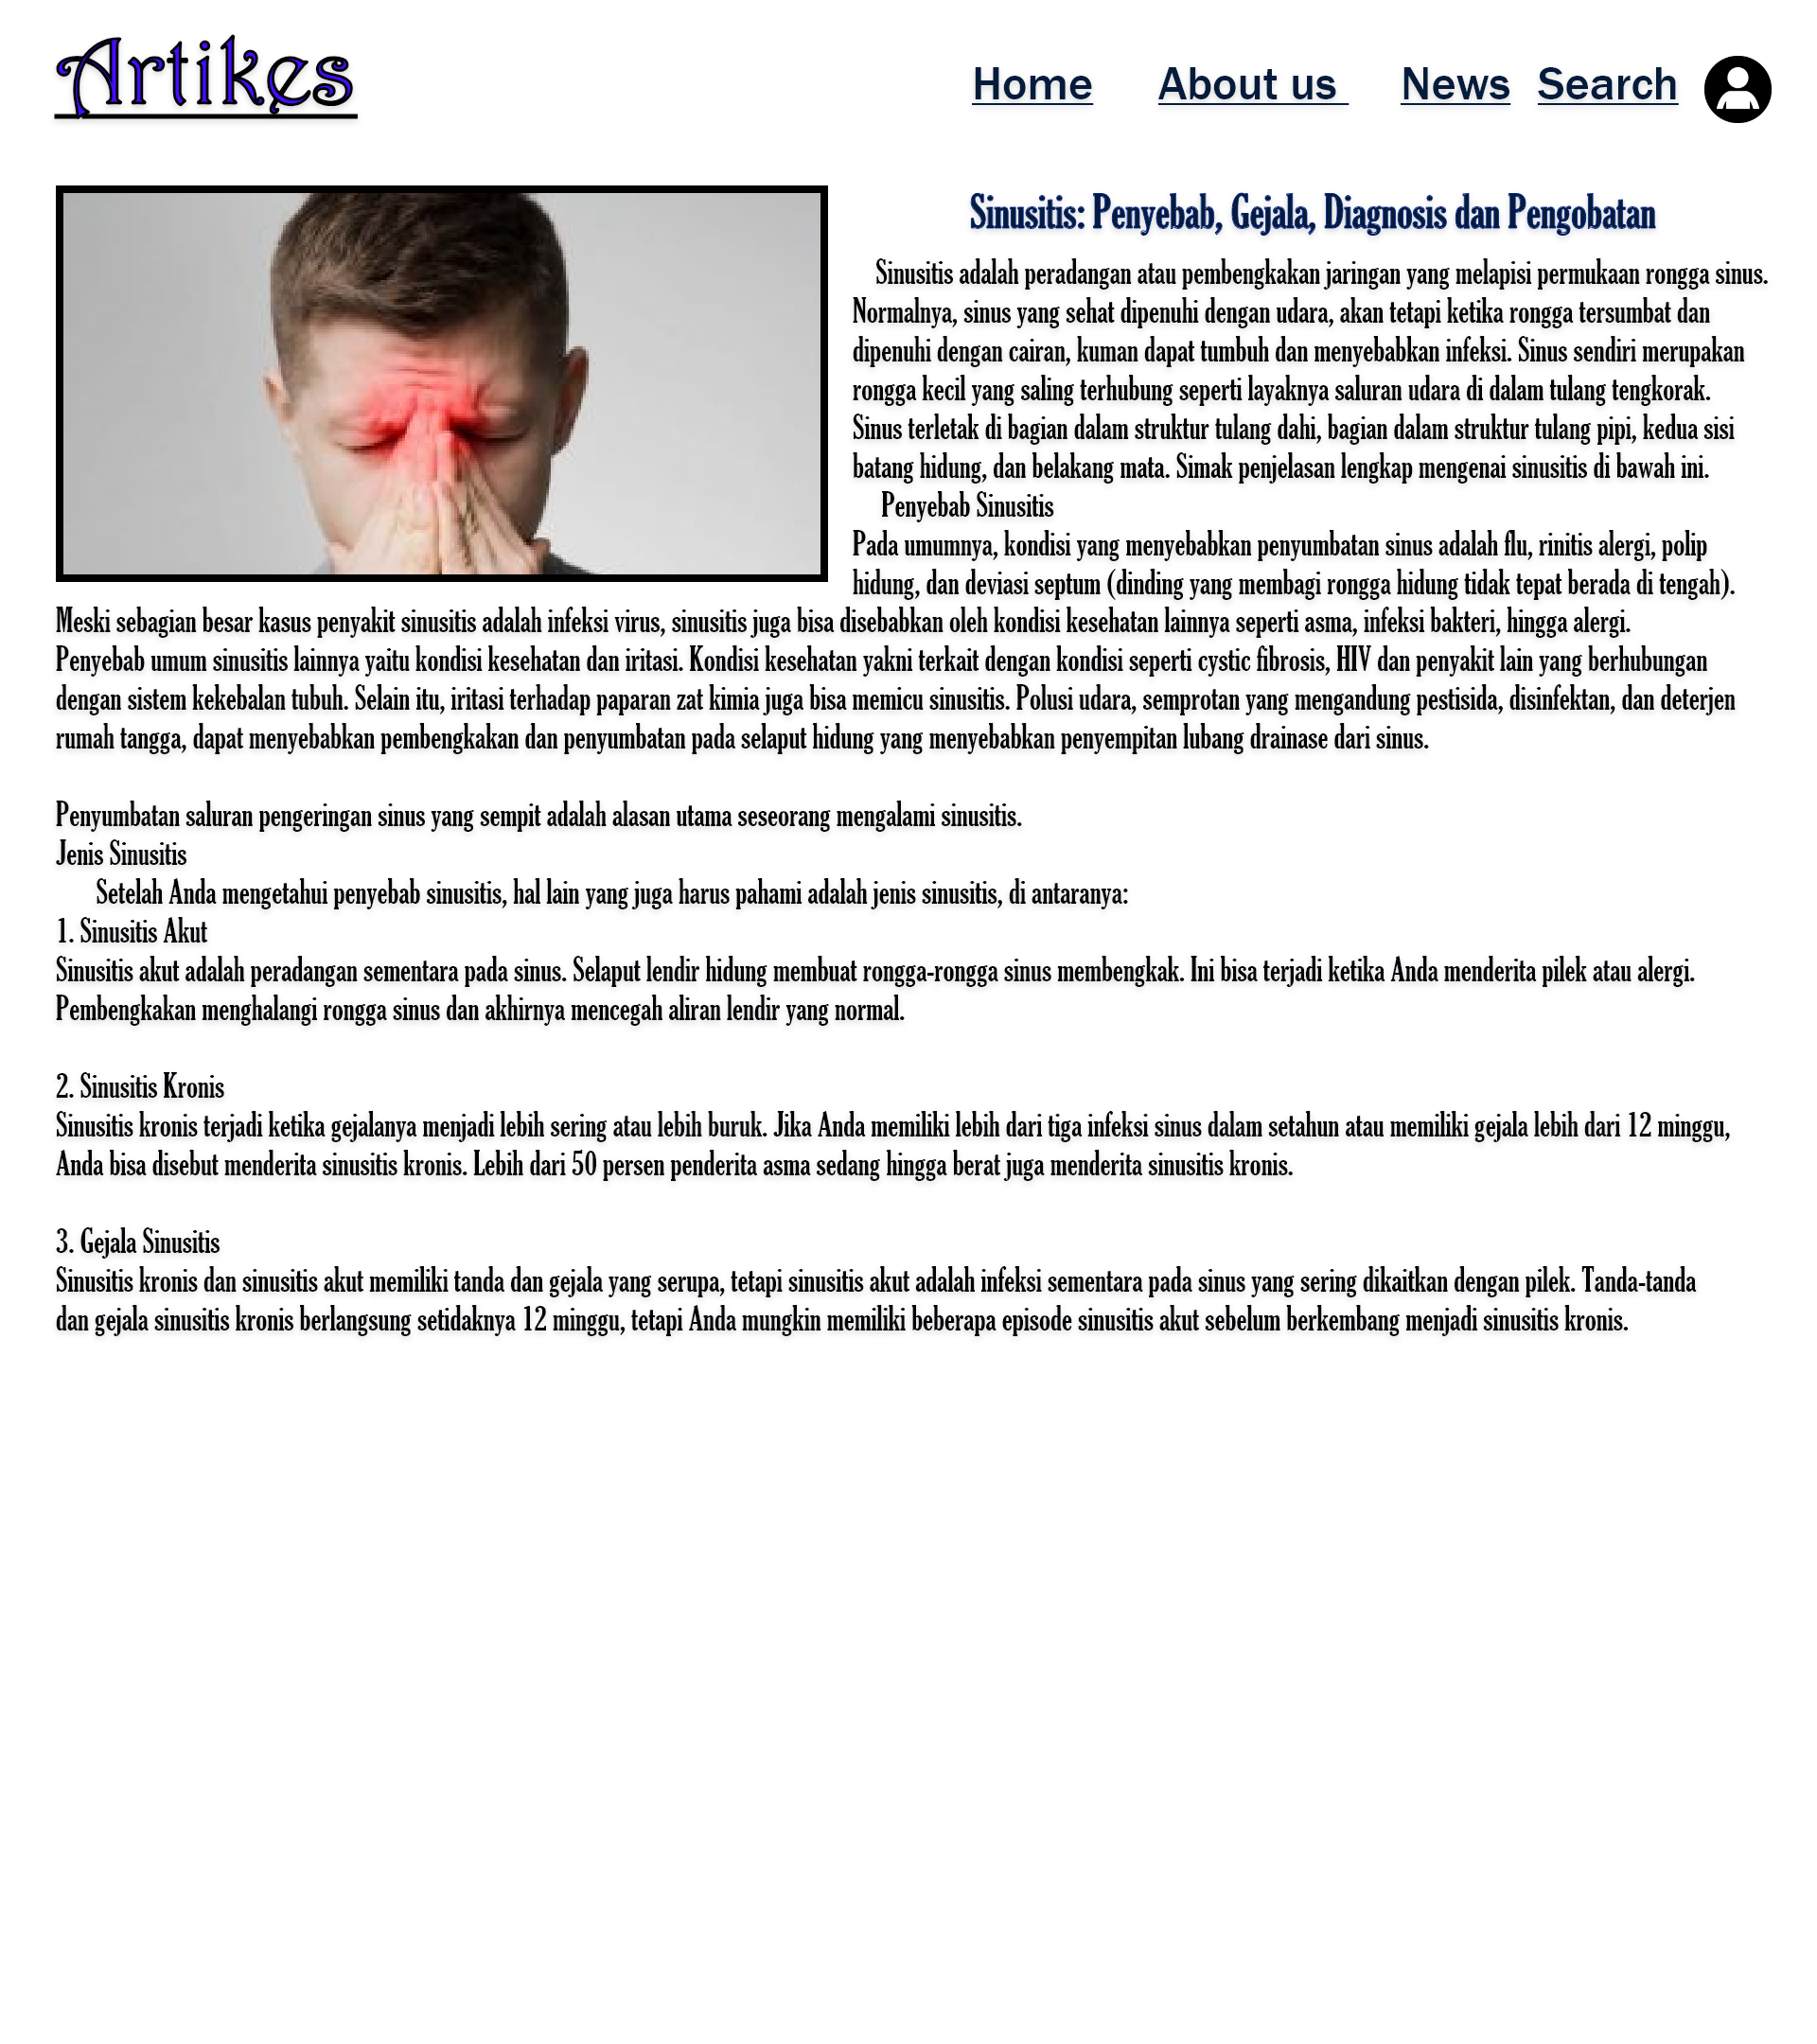 Artikes
Home About us News Search
Sinusitis: Penyebab, Gejala, Diagnosis dan Pengobatan
Sinusitis adalah peradangan atau pembengkakan jaringan yang melapisi permukaan rongga sinus.
Normalnya, sinus yang sehat dipenuhi dengan udara, akan tetapi ketika rongga tersumbat dan
dipenuhi dengan cairan, kuman dapat tumbuh dan menyebabkan infeksi. Sinus sendiri merupakan
rongga kecil yang saling terhubung seperti layaknya saluran udara di dalam tulang tengkorak.
Sinus terletak di bagian dalam struktur tulang dahi, bagian dalam struktur tulang pipi, kedua sisi
batang hidung, dan belakang mata. Simak penjelasan lengkap mengenai sinusitis di bawah ini.
Penyebab Sinusitis
Pada umumnya, kondisi yang menyebabkan penyumbatan sinus adalah flu, rinitis alergi, polip
hidung, dan deviasi septum (dinding yang membagi rongga hidung tidak tepat berada di tengah).
Meski sebagian besar kasus penyakit sinusitis adalah infeksi virus, sinusitis juga bisa disebabkan oleh kondisi kesehatan lainnya seperti asma, infeksi bakteri, hingga alergi.
Penyebab umum sinusitis lainnya yaitu kondisi kesehatan dan iritasi. Kondisi kesehatan yakni terkait dengan kondisi seperti cystic fibrosis, HIV dan penyakit lain yang berhubungan
dengan sistem kekebalan tubuh. Selain itu, iritasi terhadap paparan zat kimia juga bisa memicu sinusitis. Polusi udara, semprotan yang mengandung pestisida, disinfektan, dan deterjen
rumah tangga, dapat menyebabkan pembengkakan dan penyumbatan pada selaput hidung yang menyebabkan penyempitan lubang drainase dari sinus.
Penyumbatan saluran pengeringan sinus yang sempit adalah alasan utama seseorang mengalami sinusitis.
Jenis Sinusitis
Setelah Anda mengetahui penyebab sinusitis, hal lain yang juga harus pahami adalah jenis sinusitis, di antaranya:
1. Sinusitis Akut
Sinusitis akut adalah peradangan sementara pada sinus. Selaput lendir hidung membuat rongga-rongga sinus membengkak. Ini bisa terjadi ketika Anda menderita pilek atau alergi.
Pembengkakan menghalangi rongga sinus dan akhirnya mencegah aliran lendir yang normal.
2. Sinusitis Kronis
Sinusitis kronis terjadi ketika gejalanya menjadi lebih sering atau lebih buruk. Jika Anda memiliki lebih dari tiga infeksi sinus dalam setahun atau memiliki gejala lebih dari 12 minggu,
Anda bisa disebut menderita sinusitis kronis. Lebih dari 50 persen penderita asma sedang hingga berat juga menderita sinusitis kronis.
3. Gejala Sinusitis
Sinusitis kronis dan sinusitis akut memiliki tanda dan gejala yang serupa, tetapi sinusitis akut adalah infeksi sementara pada sinus yang sering dikaitkan dengan pilek. Tanda-tanda
dan gejala sinusitis kronis berlangsung setidaknya 12 minggu, tetapi Anda mungkin memiliki beberapa episode sinusitis akut sebelum berkembang menjadi sinusitis kronis.